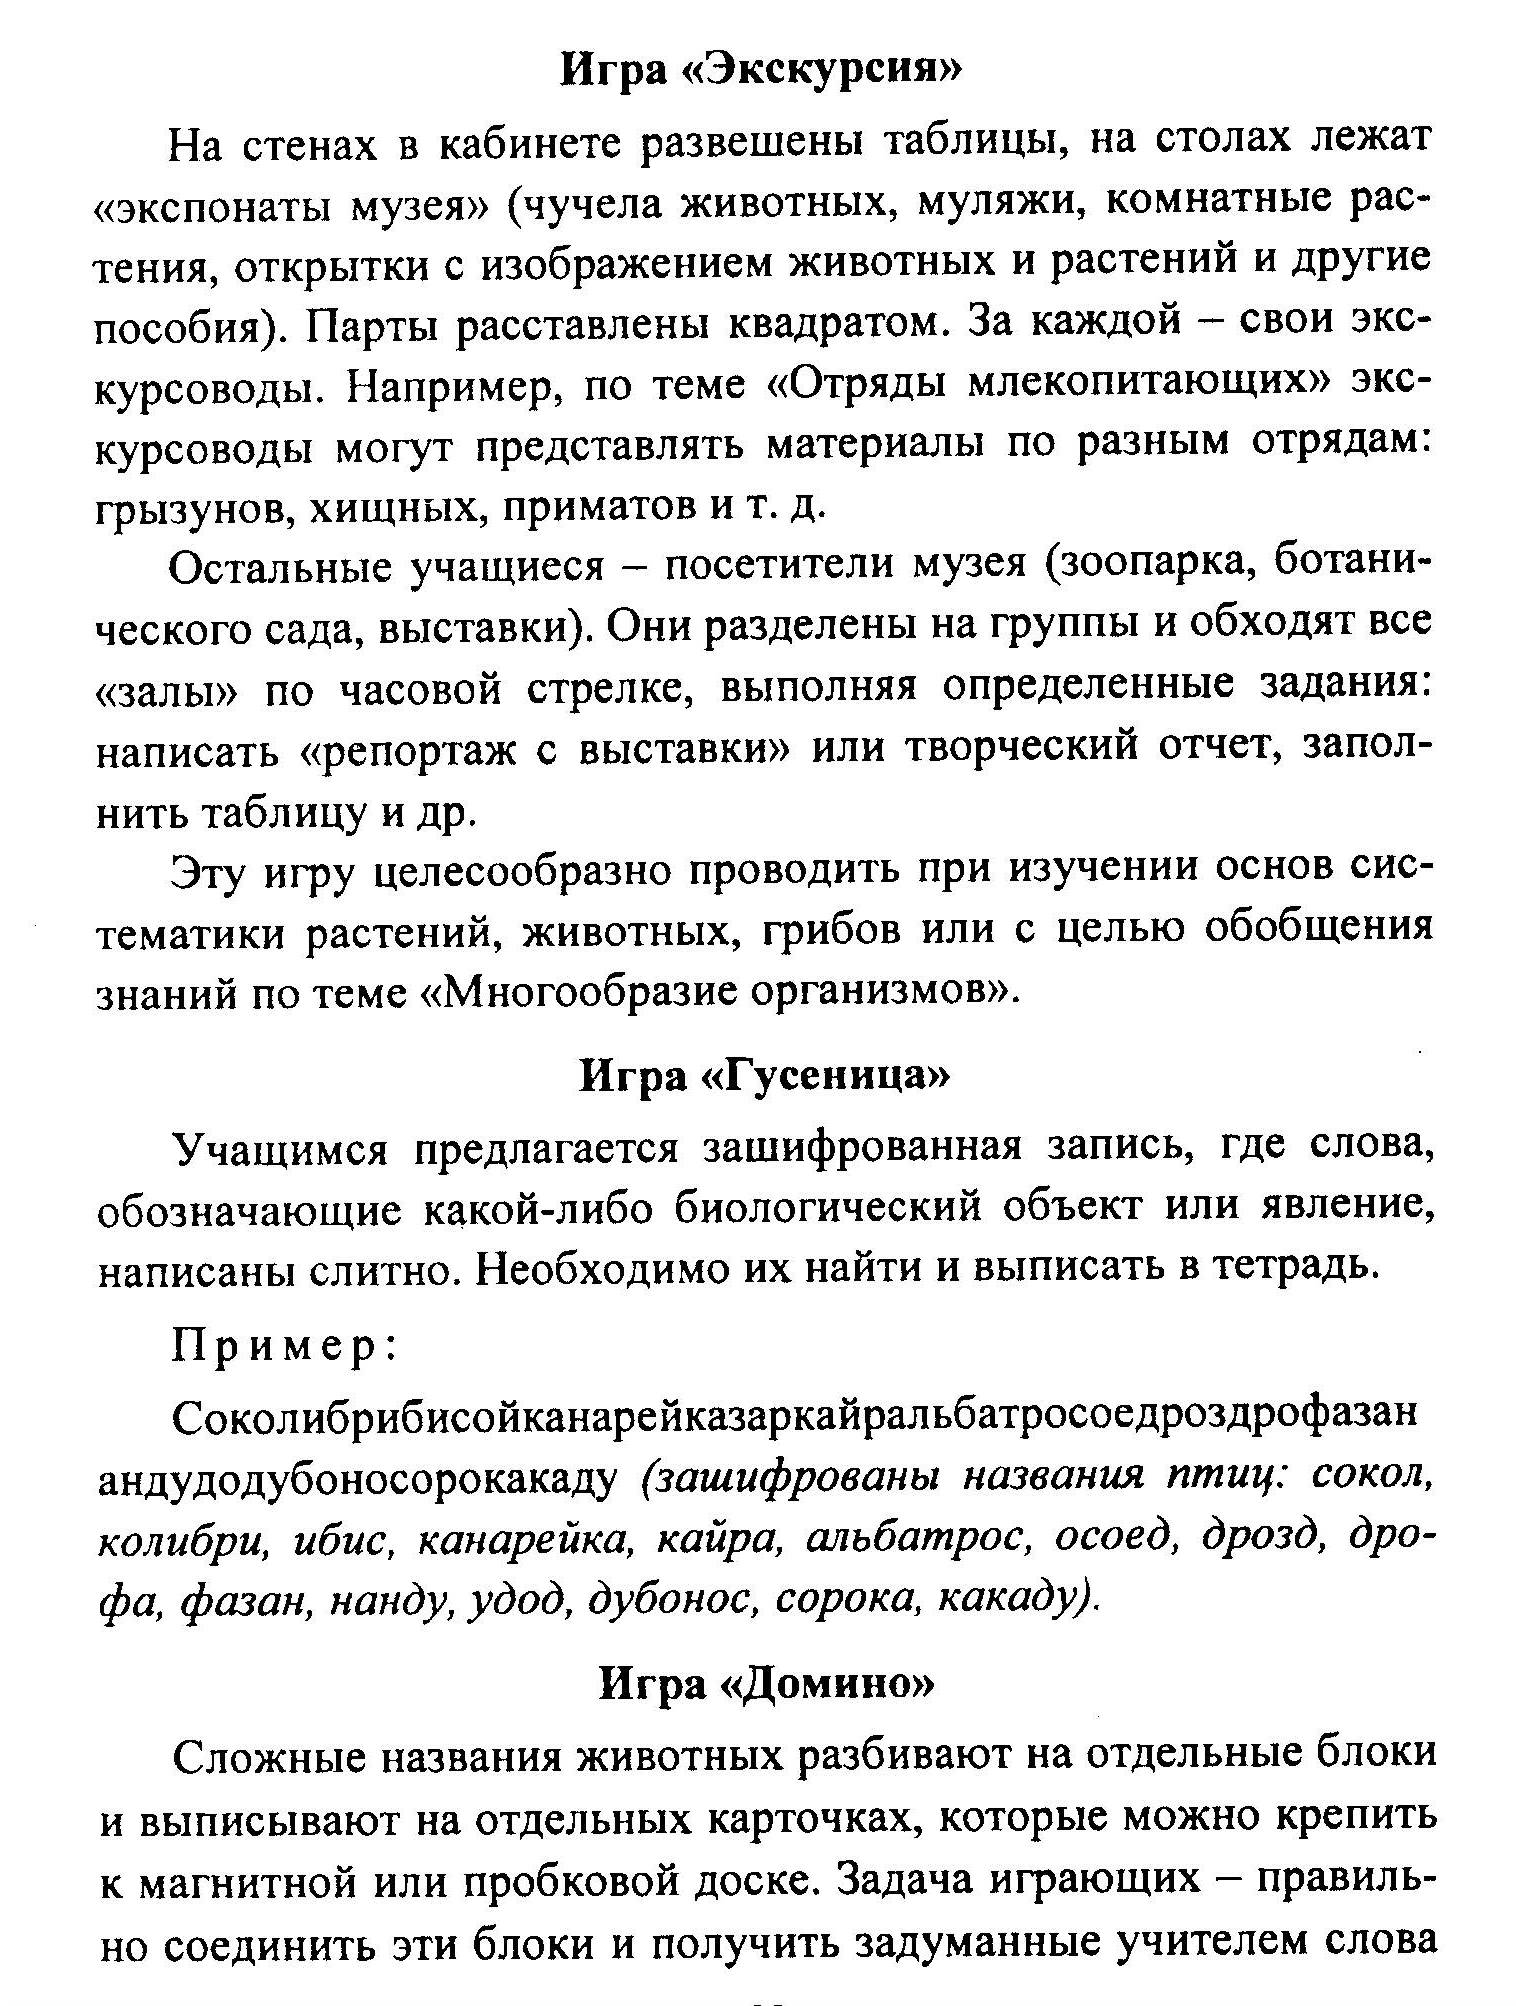 Игра «Экскурсия»
На стенах в кабинете развешены таблицы, на столах лежат
«экспонаты музея» (чучела животных, муляжи, комнатные рас-
тения, открытки с изображением животных и растений и другие
пособия). Парты расставлены квадратом. За каждой – свои экс-
курсоводы. Например, по теме «Отряды млекопитающих» экс-
курсоводы могут представлять материалы по разным отрядам:
грызунов, хищных, приматов и т. д.
Остальные учащиеся – посетители музея (зоопарка, ботани-
ческого сада, выставки). Они разделены на группы и обходят все
«залы» по часовой стрелке, выполняя определенные задания:
написать «репортаж с выставки» или творческий отчет, запол-
нить таблицу и др.
Эту игру целесообразно проводить при изучении основ сис-
тематики растений, животных, грибов или с целью обобщения
знаний по теме «Многообразие организмов».
Игра «Гусеница»
Учащимся предлагается зашифрованная запись, где слова,
обозначающие какой-либо биологический объект или явление,
написаны слитно. Необходимо их найти и выписать в тетрадь.
Пример:
Соколибрибисойканарейказаркайральбатросоедроздрофазан
андудодубоносорокакаду (зашифрованы названия птиц: сокол,
колибри, ибис, канарейка, кайра, альбатрос, осоед, дрозд, дро-
фа, фазан, нанду, удод, дубонос, сорока, какаду).
Игра «Домино»
Сложные названия животных разбивают на отдельные блоки
и выписывают на отдельных карточках, которые можно крепить
к магнитной или пробковой доске. Задача играющих – правиль-
но соединить эти блоки и получить задуманные учителем слова